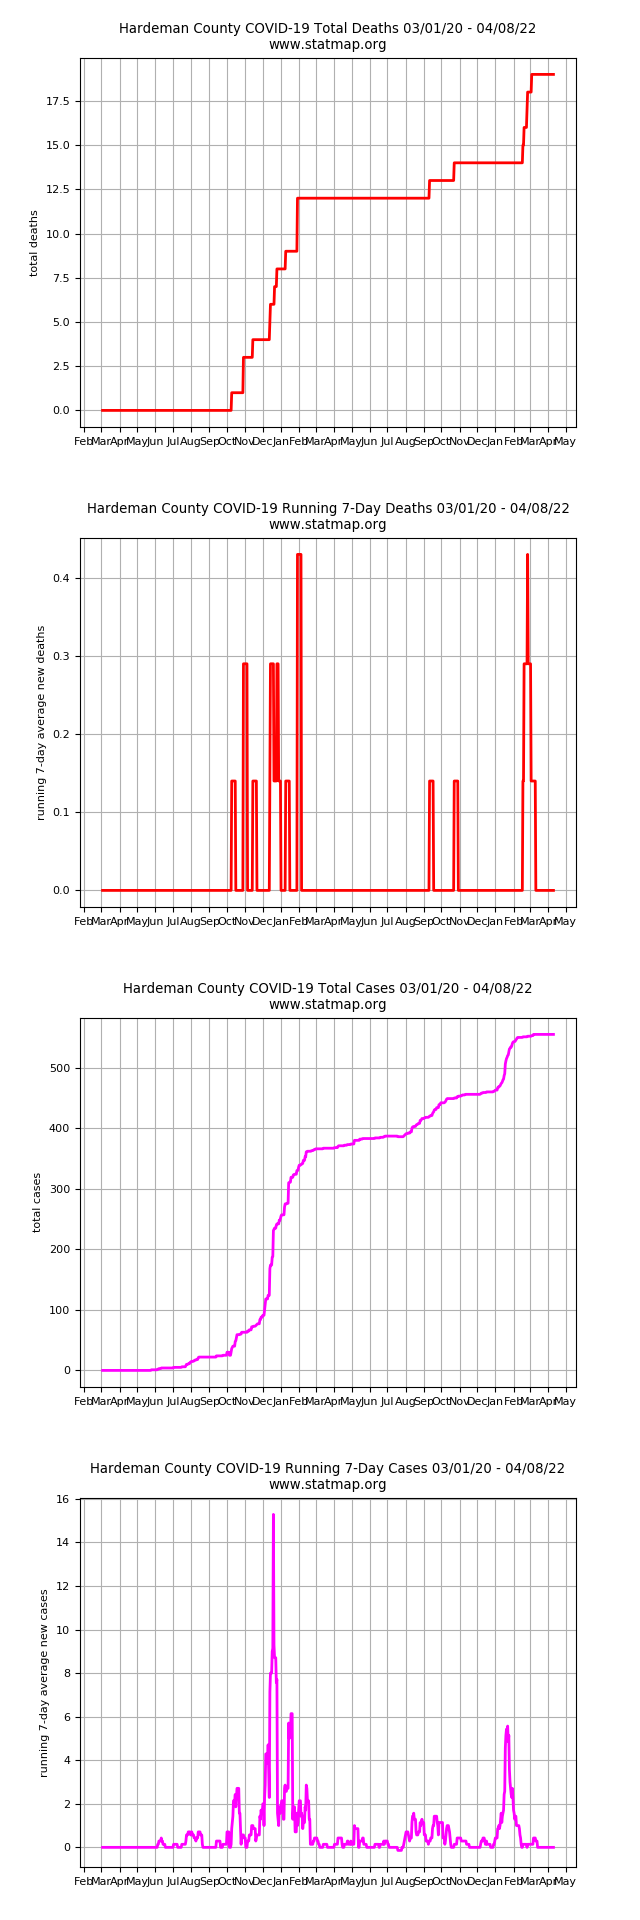 Hardeman County COVID-19 Total Deaths 03/01/20 - 04/08/22
www.statmap.org
17.5
15.0
12.5
10.0
7.5
5.0
2.5
0.0
total deaths
Feb Mar Apr May Jun Jul Aug Sep Oct Nov Dec Jan Feb Mar Apr May Jun Jul Aug Sep Oct Nov Dec Jan Feb Mar Apr May
Hardeman County COVID-19 Running 7-Day Deaths 03/01/20 - 04/08/22
www.statmap.org
0.4
0.3
0.2
0.1
0.0
running 7-day average new deaths
Feb Mar Apr May Jun Jul Aug Sep Oct Nov Dec Jan Feb Mar Apr May Jun Jul Aug Sep Oct Nov Dec Jan Feb Mar Apr May
Hardeman County COVID-19 Total Cases 03/01/20 - 04/08/22
www.statmap.org
500
400
300
200
100
0
total cases
Feb Mar Apr May Jun Jul Aug Sep Oct Nov Dec Jan Feb Mar Apr May Jun Jul Aug Sep Oct Nov Dec Jan Feb Mar Apr May
Hardeman County COVID-19 Running 7-Day Cases 03/01/20 - 04/08/22
www.statmap.org
16
14
12
10
8
6
4
2
0
running 7-day average new cases
Feb Mar Apr May Jun Jul Aug Sep Oct Nov Dec Jan Feb Mar Apr May Jun Jul Aug Sep Oct Nov Dec Jan Feb Mar Apr May